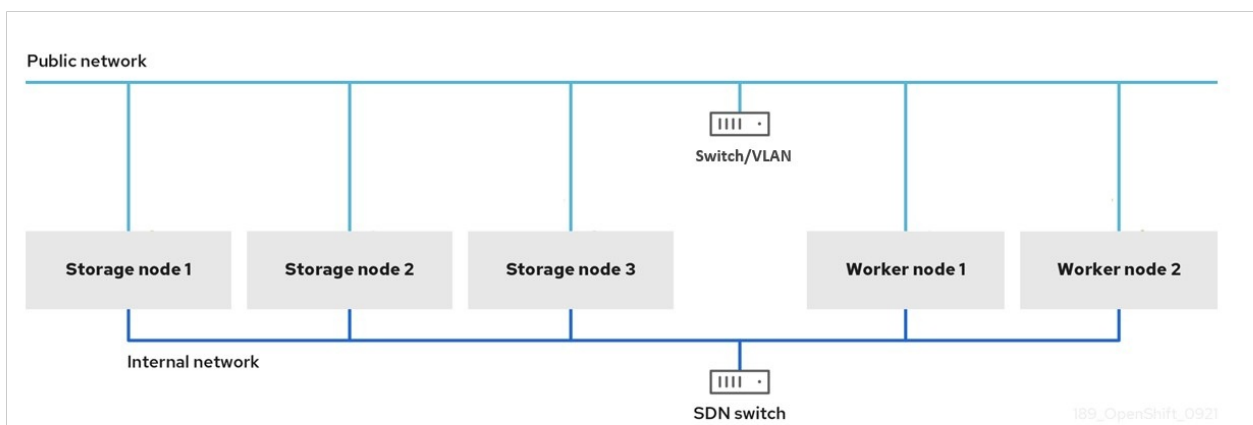 Public network
Switch/VLAN
Storage node 1
Storage node 2
Storage node 3
Worker node 1
Worker node 2
Internal network
SDN switch
189_OpenShift_0921